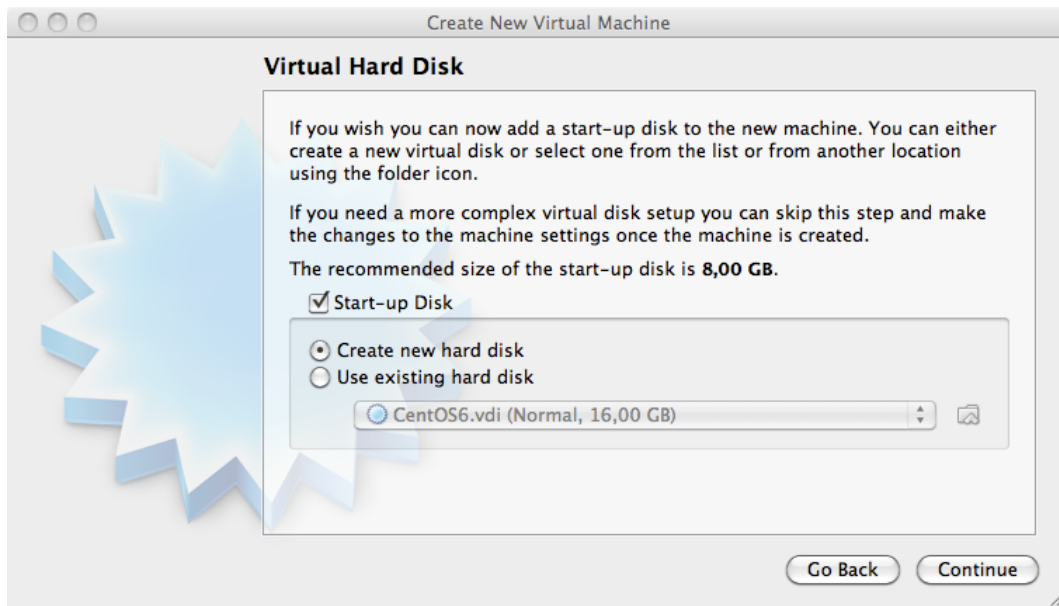 Create New Virtual Machine
Virtual Hard Disk
If you wish you can now add a start-up disk to the new machine. You can either
create a new virtual disk or select one from the list or from another location
using the folder icon.
If you need a more complex virtual disk setup you can skip this step and make
the changes to the machine settings once the machine is created.
The recommended size of the start-up disk is 8,00 GB.
Start-up Disk
Create new hard disk
Use existing hard disk
CentOS6.vdi (Normal, 16,00 GB)
Go Back
Continue